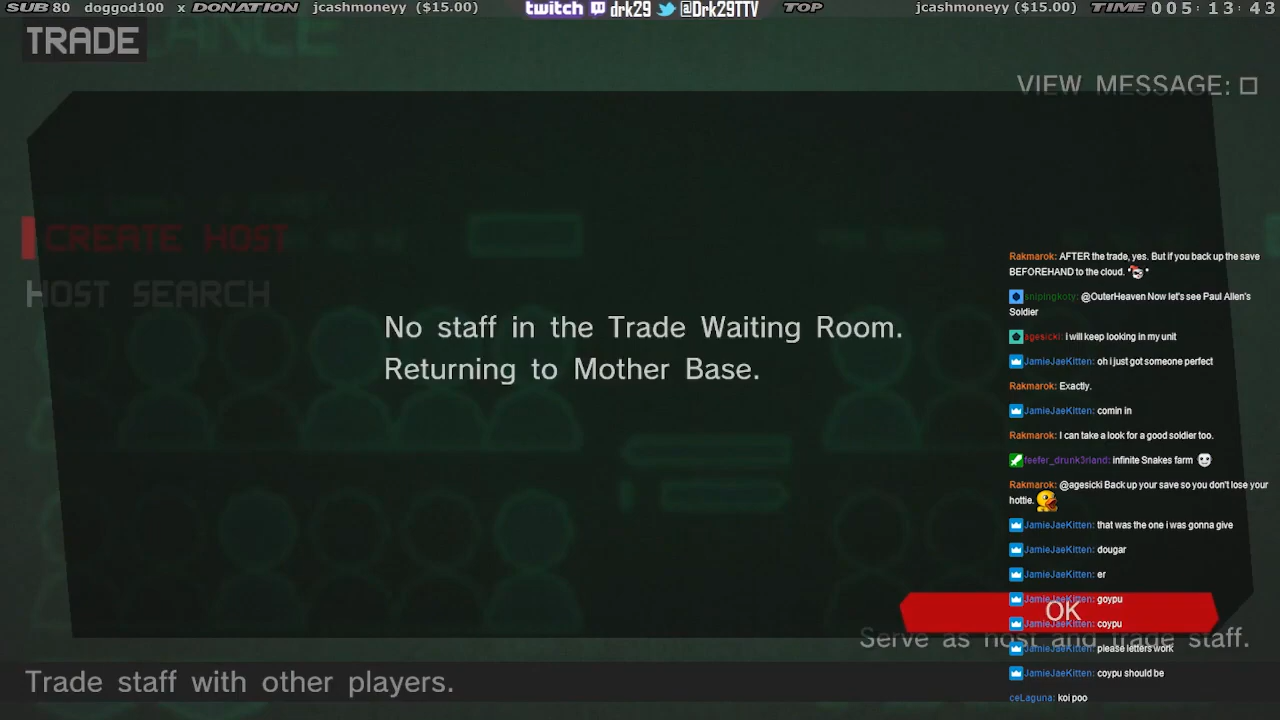 SUB 80 doggod100 x DONATION jcashmoneyy ($15.00) twitch drk29 @Drk29TTV TOP jcashmoneyy ($15.00) TIME 005:13:43
TRADE
VIEW MESSAGE: □
CREATE HOST
HOST SEARCH
No staff in the Trade Waiting Room.
Returning to Mother Base.
Rakmarok: AFTER the trade, yes. But if you back up the save
BEFOREHAND to the cloud.
snipingkoty: @OuterHeaven Now let's see Paul Allen's
Soldier
agesicki: i will keep looking in my unit
JamieJaeKitten: oh i just got someone perfect
Rakmarok: Exactly.
JamieJaeKitten: comin in
Rakmarok: I can take a look for a good soldier too.
feefer_drunk3rland: infinite Snakes farm
Rakmarok: @agesicki Back up your save so you don't lose your
hottie.
JamieJaeKitten: that was the one i was gonna give
JamieJaeKitten: dougar
JamieJaeKitten: er
JamieJaeKitten: goypu
JamieJaeKitten: coypu
JamieJaeKitten: please letters work
JamieJaeKitten: coypu should be
ceLaguna: koi poo
OK
Serve as host and trade staff.
Trade staff with other players.